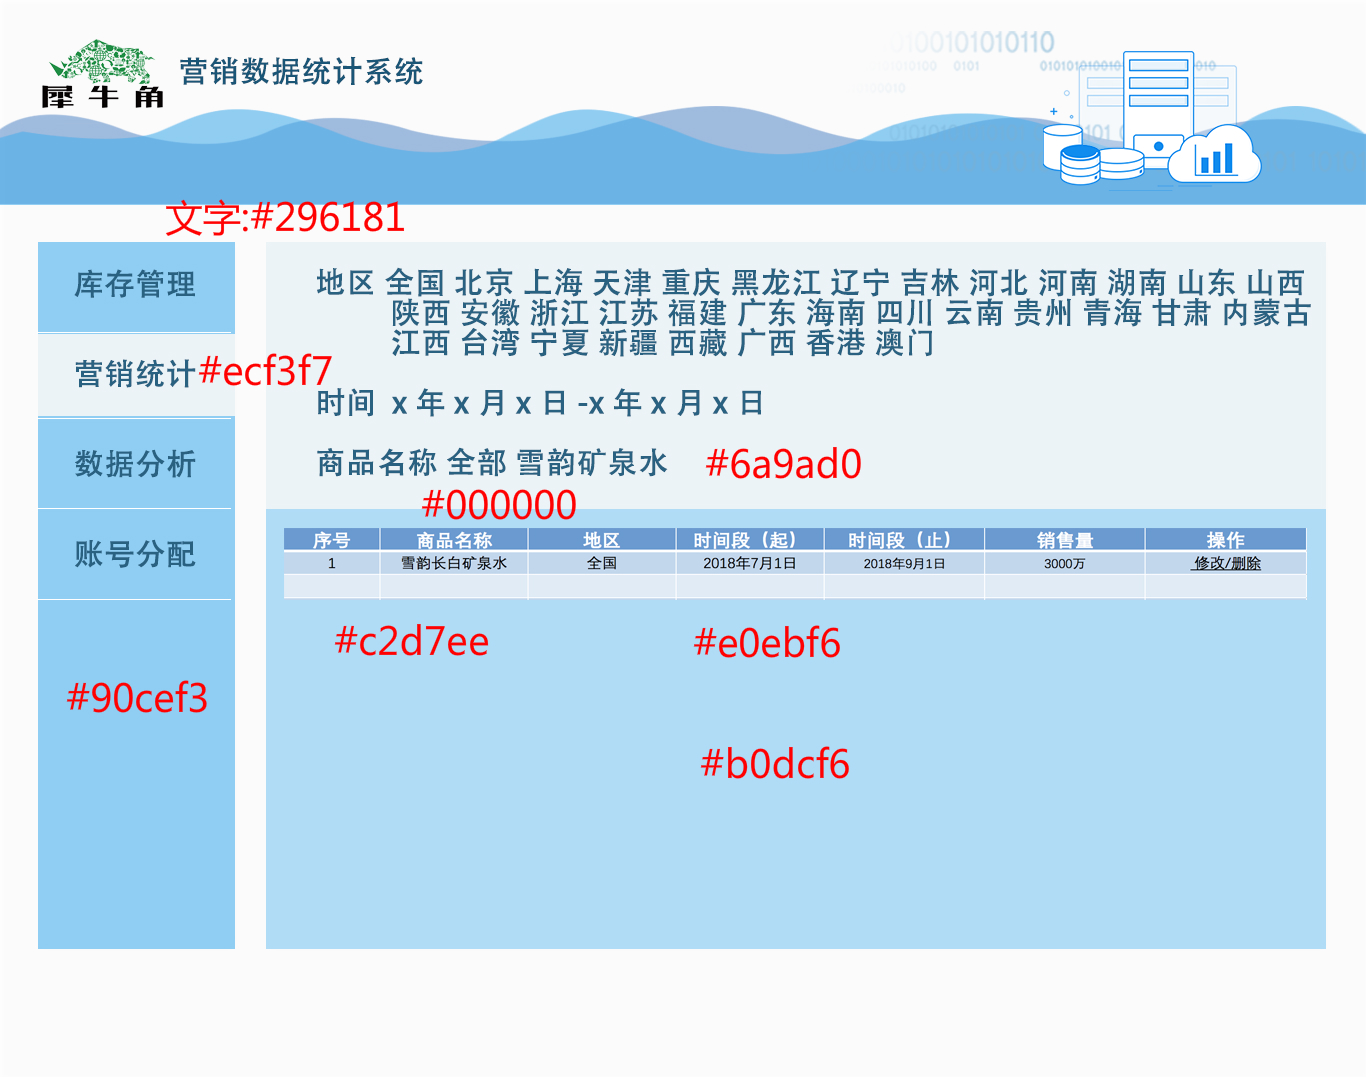 0100101010110
01010100 0101 010101010010 010
000010
010101 101 0
犀牛角
营销数据统计系统
文字:#296181
库存管理
营销统计#ecf3f7
数据分析
账号分配
#90cef3
地区 全国 北京 上海 天津 重庆 黑龙江 辽宁 吉林 河北 河南 湖南 山东 山西
陕西 安徽 浙江 江苏 福建 广东 海南 四川 云南 贵州 青海 甘肃 内蒙古
江西 台湾 宁夏 新疆 西藏 广西 香港 澳门
时间 x 年 x 月 x 日 -x 年 x 月 x 日
商品名称 全部 雪韵矿泉水 #6a9ad0
#000000
序号 商品名称 地区 时间段（起） 时间段（止） 销售量 操作
1 雪韵长白矿泉水 全国 2018年7月1日 2018年9月1日 3000万 修改/删除
#c2d7ee #e0ebf6
#b0dcf6